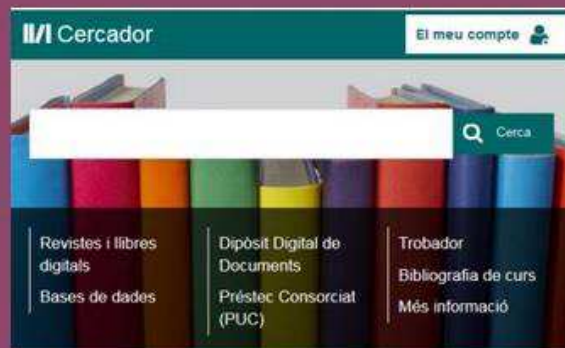 Cercador
El meu compte
Cerca
Revistes i llibres
digitals
Bases de dades
Dipòsit Digital de
Documents
Préstec Consorciat
(PUC)
Trobador
Bibliografia de curs
Més informació